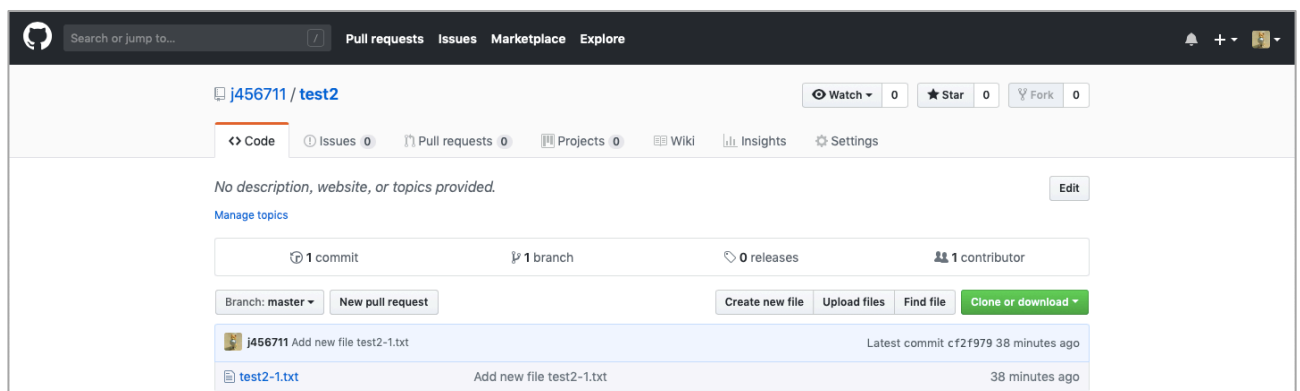 Search or jump to... / Pull requests Issues Marketplace Explore
j456711 / test2 Watch 0 Star 0 Fork 0
Code Issues 0 Pull requests 0 Projects 0 Wiki Insights Settings
No description, website, or topics provided. Edit
Manage topics
1 commit 1 branch 0 releases 1 contributor
Branch: master New pull request Create new file Upload files Find file Clone or download
j456711 Add new file test2-1.txt Latest commit cf2f979 38 minutes ago
test2-1.txt Add new file test2-1.txt 38 minutes ago